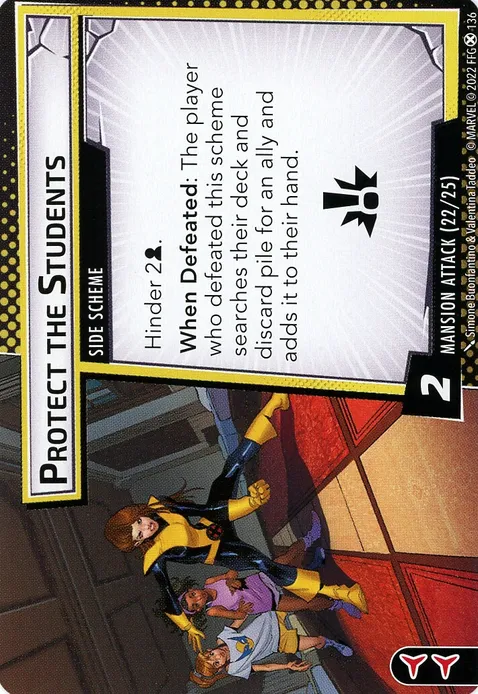 PROTECT THE STUDENTS
SIDE SCHEME
Hinder 2.
When Defeated: The player
who defeated this scheme
searches their deck and
discard pile for an ally and
adds it to their hand.
2
MANSION ATTACK (22/25)
Simone Buonfantino & Valentina Taddeo © MARVEL © 2022 FFG 136